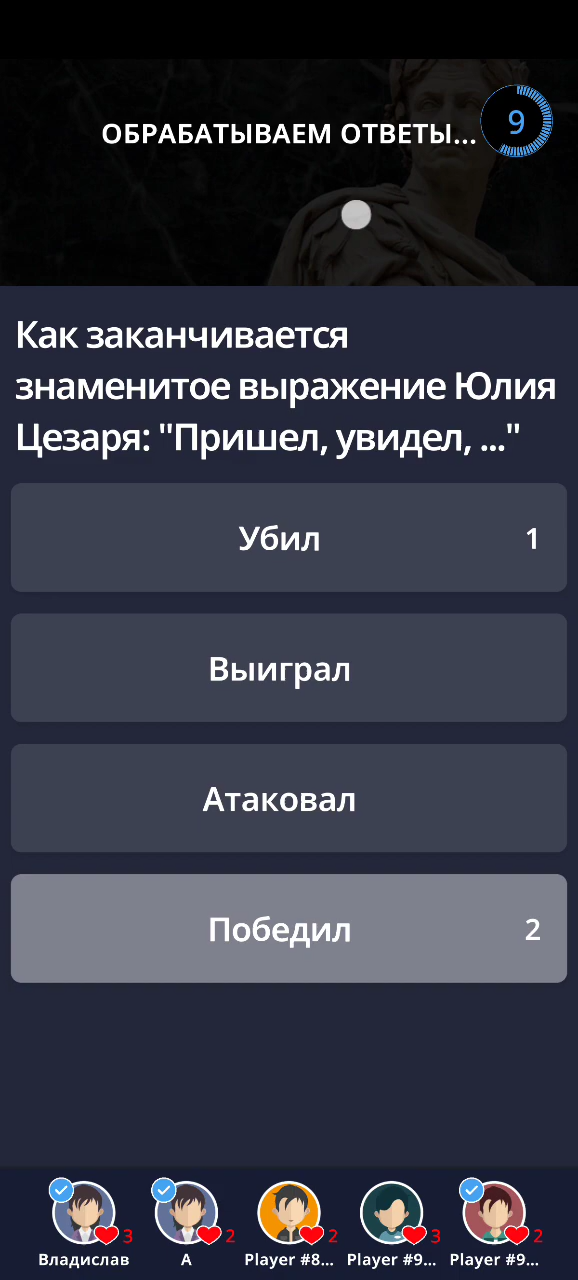 ОБРАБАТЫВАЕМ ОТВЕТЫ...
9
Как заканчивается
знаменитое выражение Юлия
Цезаря: "Пришел, увидел, ..."
Убил 1
Выиграл
Атаковал
Победил 2
3 2 2 3 2
Владислав А Player #8... Player #9... Player #9...